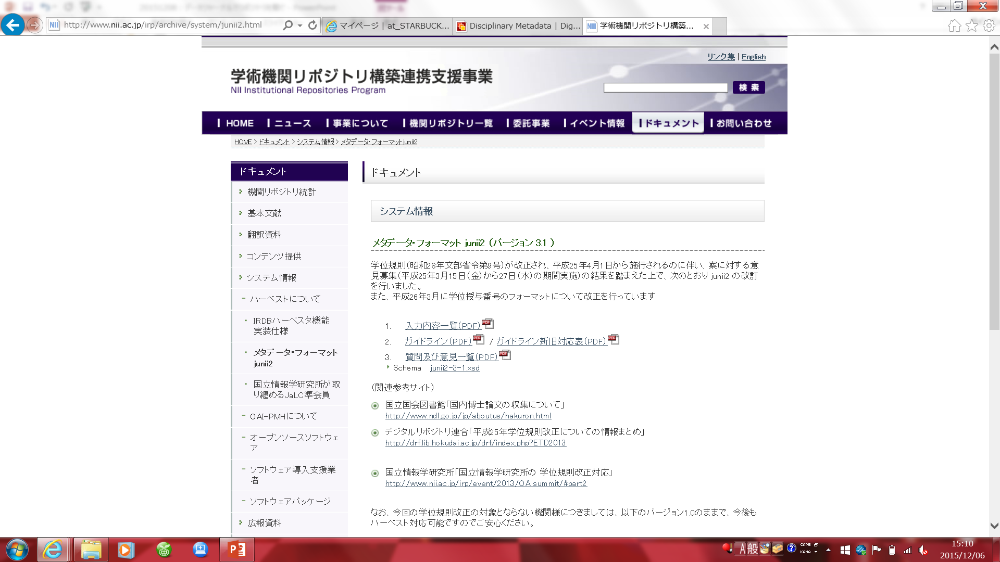 http://www.nii.ac.jp/irp/archive/system/junii2.html
マイページ | at_STARBUCK...
Disciplinary Metadata | Dig...
学術機関リポジトリ構築...
リンク集 | English
学術機関リポジトリ構築連携支援事業
NII Institutional Repositories Program
検 索
HOME
ニュース
事業について
機関リポジトリ一覧
委託事業
イベント情報
ドキュメント
お問い合わせ
HOME > ドキュメント > システム情報 > メタデータ・フォーマットjunii2
ドキュメント
機関リポジトリ統計
基本文献
翻訳資料
コンテンツ提供
システム情報
ハーベストについて
IRDBハーベスタ機能
実装仕様
メタデータ・フォーマット
junii2
国立情報学研究所が取
り纏めるJaLC準会員
OAI-PMHについて
オープンソースソフトウェ
ア
ソフトウェア導入支援業
者
ソフトウェアパッケージ
広報資料
ドキュメント
システム情報
メタデータ・フォーマット junii2 （バージョン 3.1 ）
学位規則（昭和28年文部省令第9号）が改正され、平成25年4月1日から施行されるのに伴い、案に対する意
見募集（平成25年3月15日（金）から27日（水）の期間実施）の結果を踏まえた上で、次のとおり junii2 の改訂
を行いました。
また、平成26年3月に学位授与番号のフォーマットについて改正を行っています
1. 入力内容一覧（PDF）
2. ガイドライン（PDF） / ガイドライン新旧対応表（PDF）
3. 質問及び意見一覧（PDF）
Schema junii2-3-1.xsd
（関連参考サイト）
国立国会図書館「国内博士論文の収集について」
http://www.ndl.go.jp/jp/aboutus/hakuron.html
デジタルリポジトリ連合「平成25年学位規則改正についての情報まとめ」
http://drf.lib.hokudai.ac.jp/drf/index.php?ETD2013
国立情報学研究所「国立情報学研究所の 学位規則改正対応」
http://www.nii.ac.jp/irp/event/2013/OA summit/#part2
なお、今回の学位規則改正の対象とならない機関様につきましては、以下のバージョン1.0のままで、今後も
ハーベスト対応可能ですのでご安心ください。
A 般
CAPS
KANA
15:10
2015/12/06